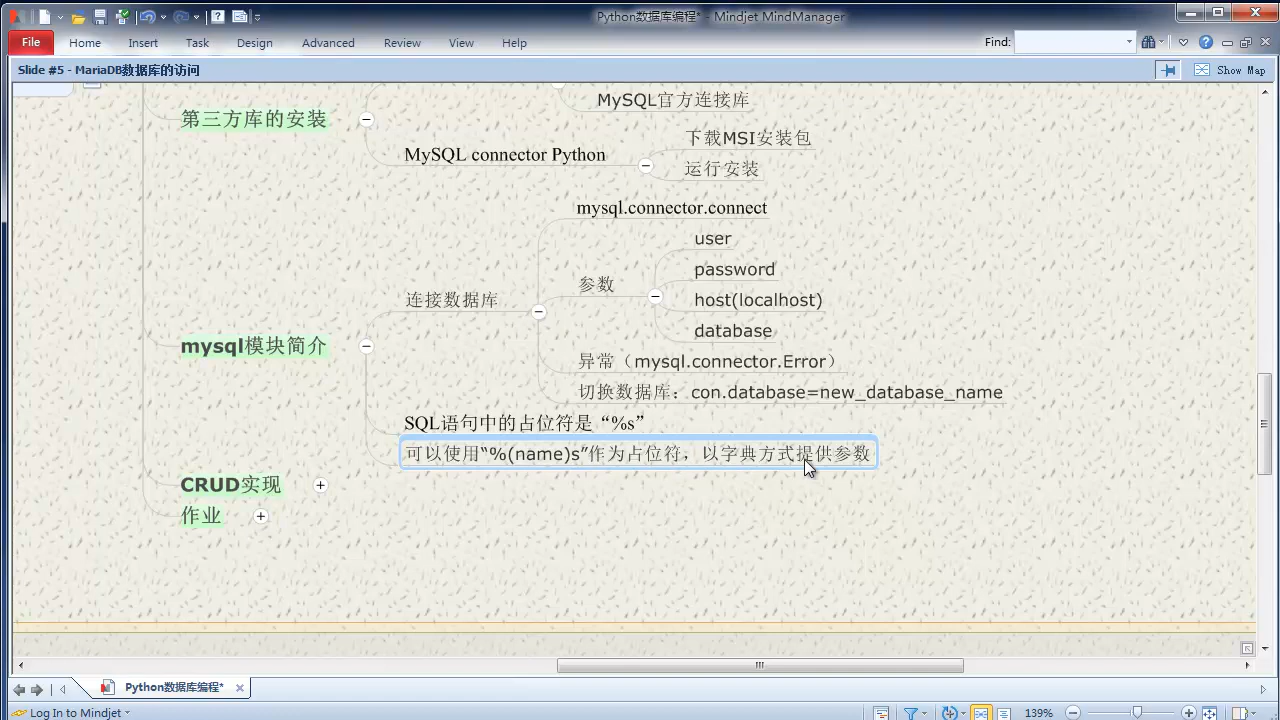 Python数据库编程* - Mindjet MindManager
File Home Insert Task Design Advanced Review View Help Find:
Slide #5 - MariaDB数据库的访问 Show Map
MySQL官方连接库
第三方库的安装
下载MSI安装包
MySQL connector Python
运行安装
mysql.connector.connect
user
password
参数
host(localhost)
连接数据库
database
mysql模块简介
异常（mysql.connector.Error）
切换数据库：con.database=new_database_name
SQL语句中的占位符是“%s”
可以使用“%(name)s”作为占位符，以字典方式提供参数
CRUD实现
作业
Python数据库编程*
Log In to Mindjet 139%